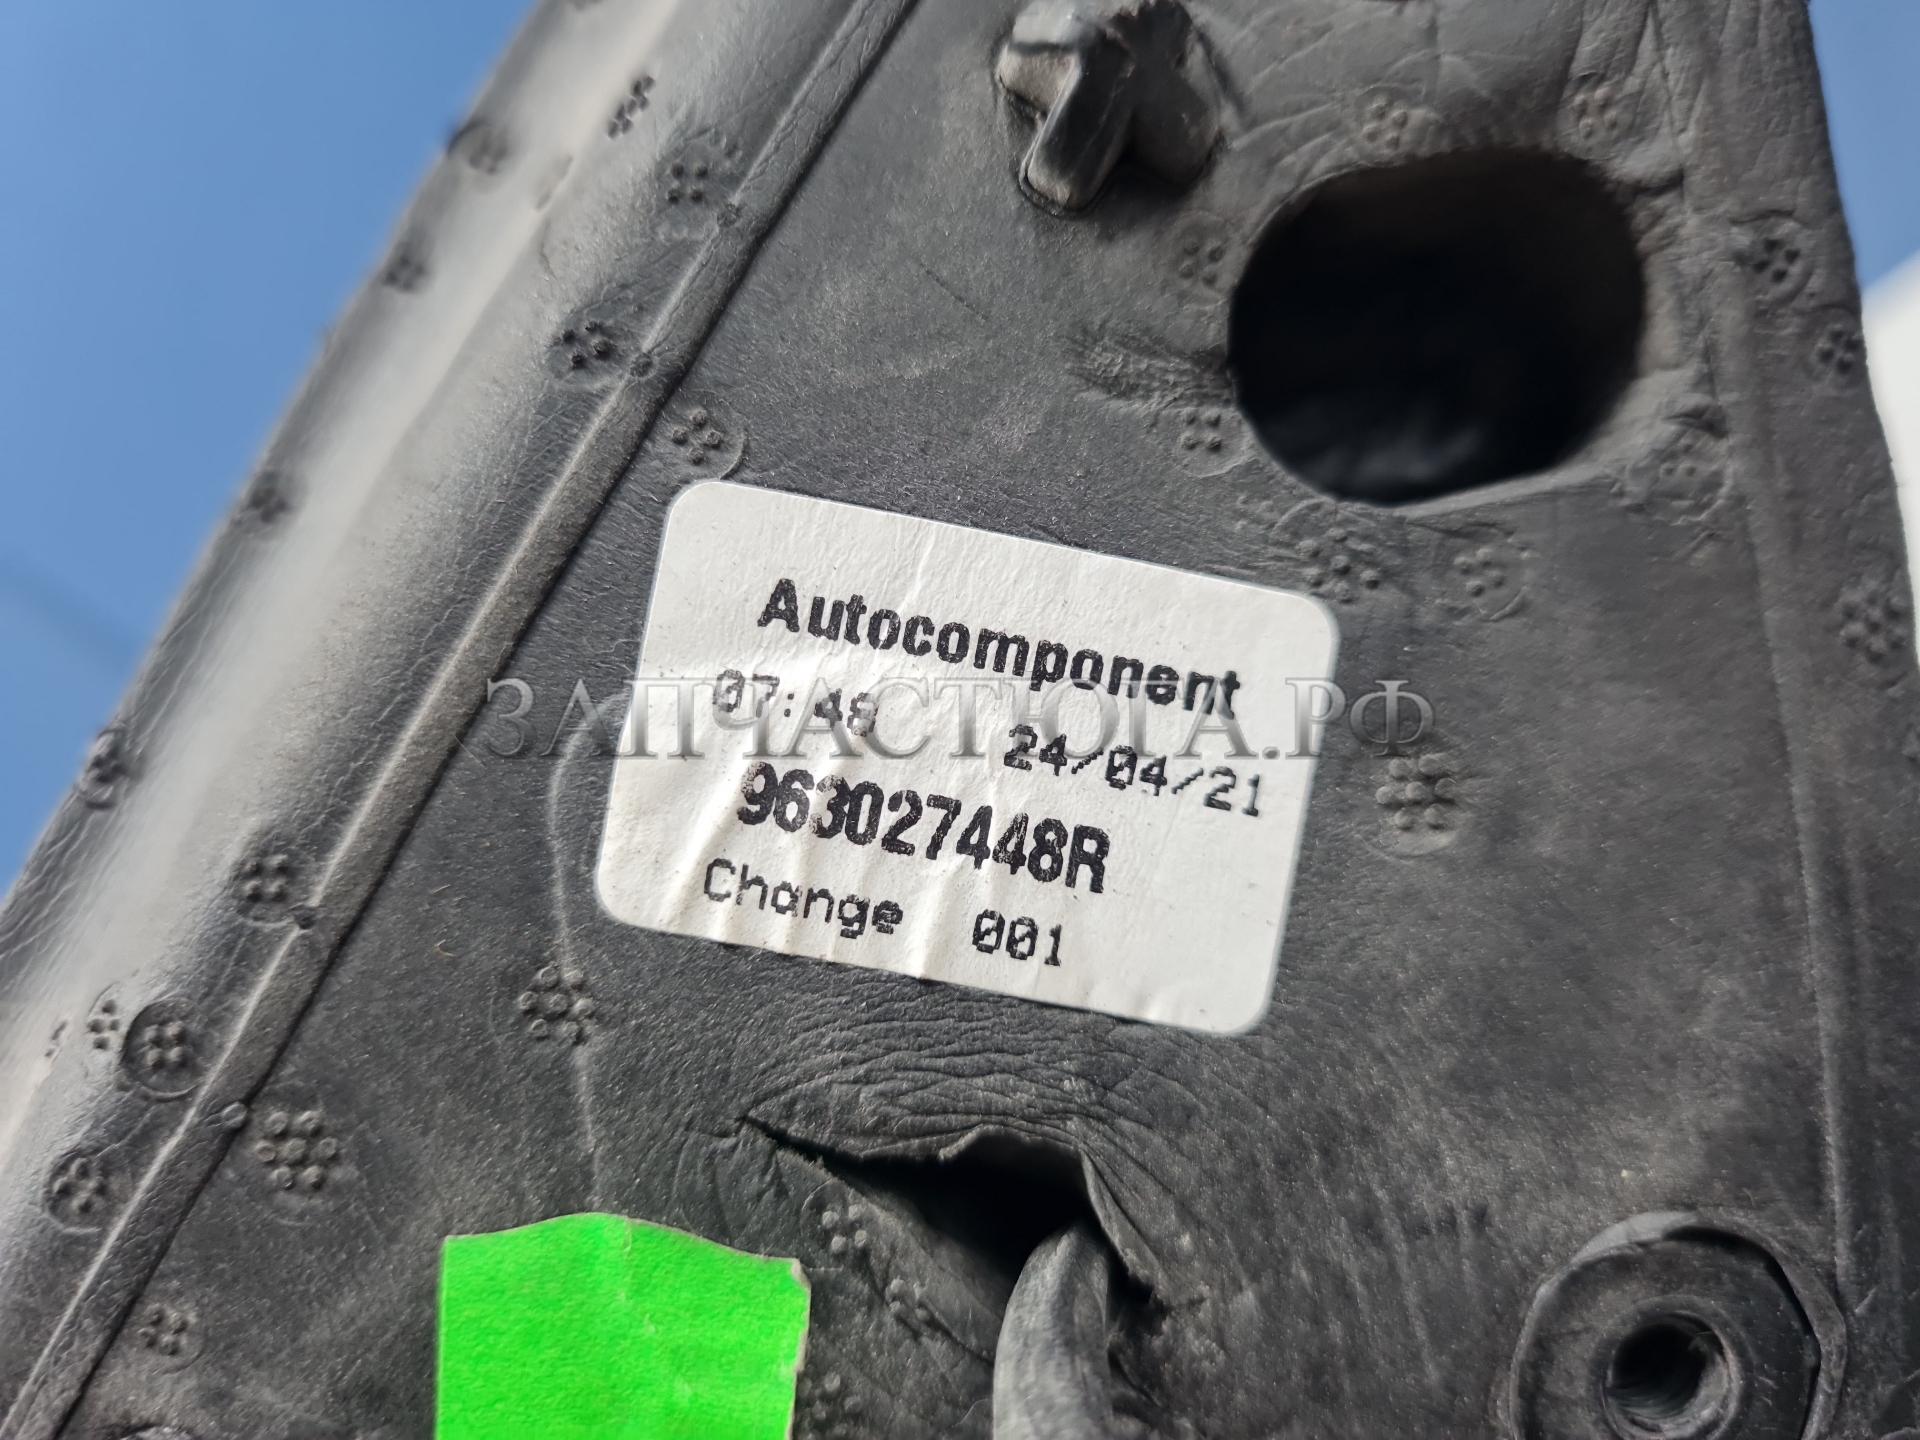 Autocomponent
07:48 24/04/21
963027448R
Change 001
ЗАПЧАСТЮГА.РФ